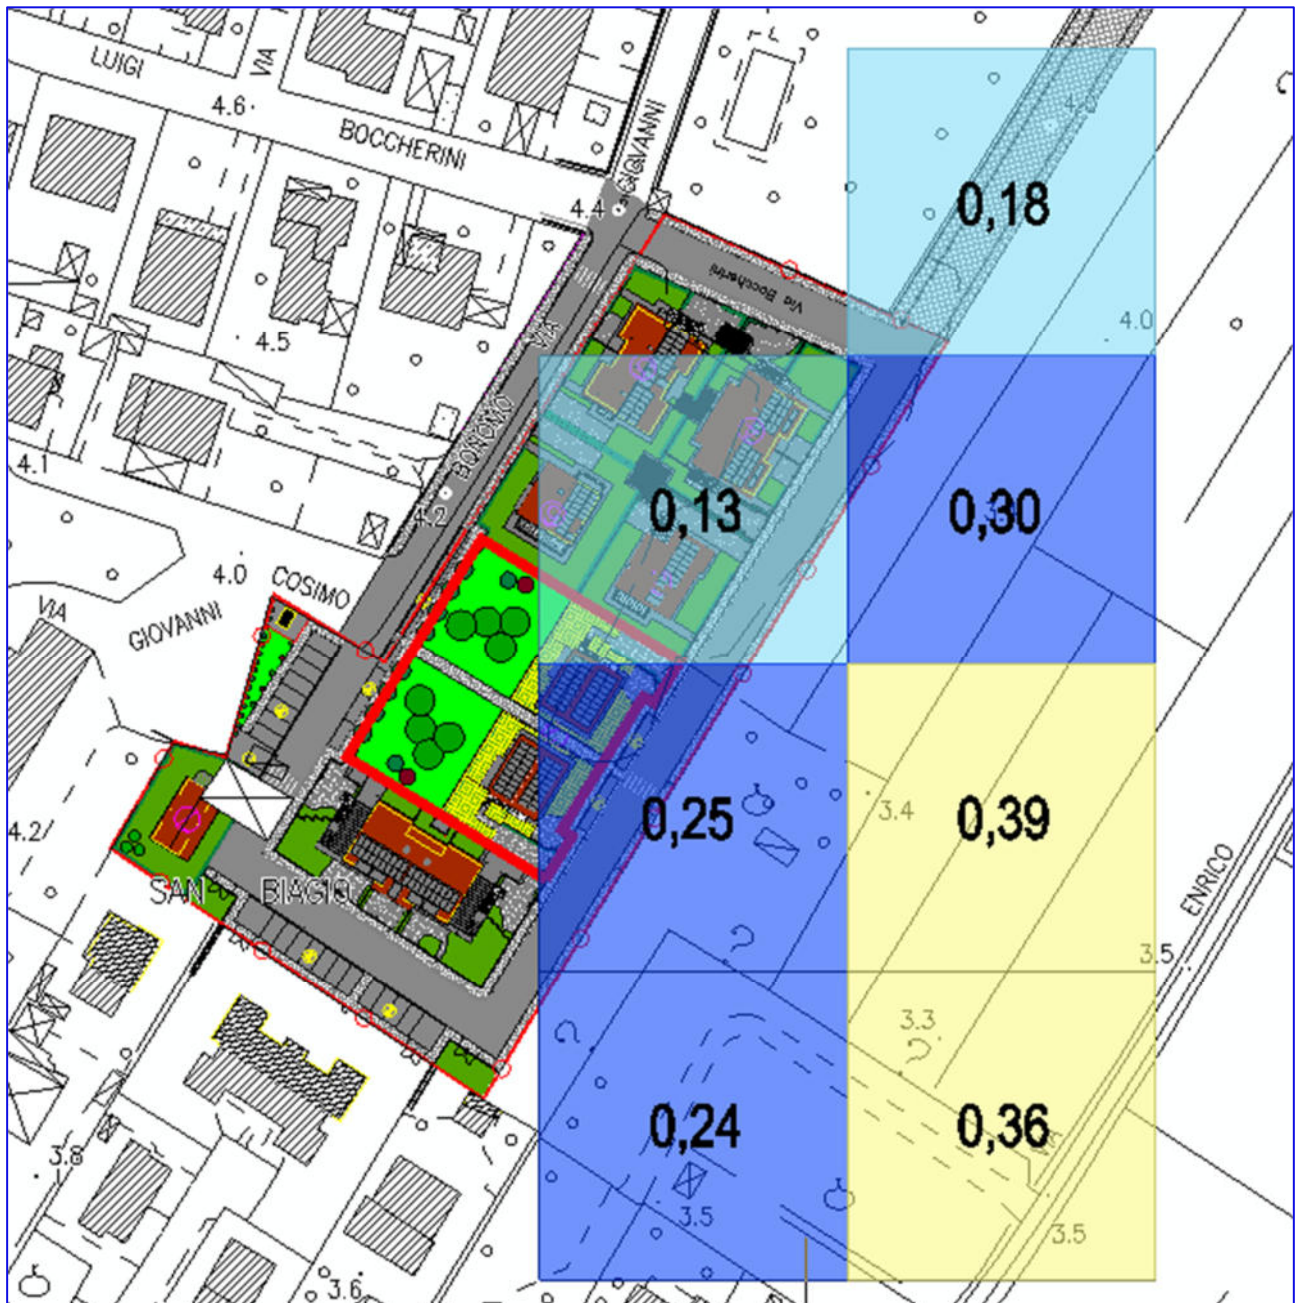 LUIGI
VIA
4.6
BOCCHERINI
GIOVANNI
4.4
Via Boccherini
0,18
4.0
4.5
VIA
BONOMO
4.1
4.2
0,13
0,30
4.0
COSIMO
VIA
GIOVANNI
4.2
0,25
3.4
0,39
SAN BIAGIO
ENRICO
3.5
3.3
0,24
0,36
3.8
3.5
3.5
3.6